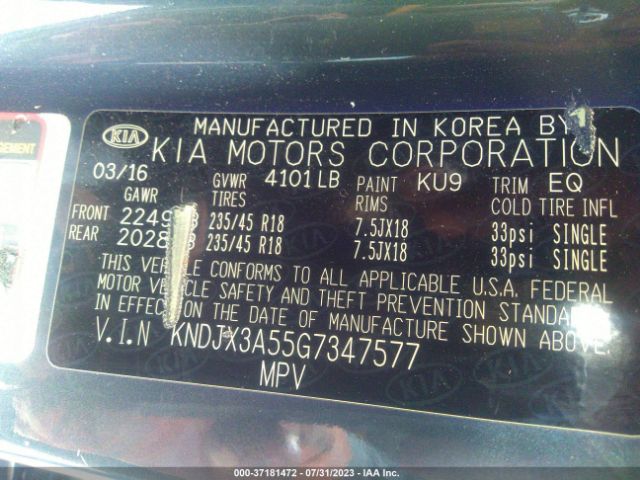 AGEMENT
KIA
MANUFACTURED IN KOREA BY
KIA MOTORS CORPORATION
03/16 GVWR 4101 LB PAINT KU9 TRIM EQ
GAWR TIRES RIMS COLD TIRE INFL
FRONT 235/45 R18 7.5JX18 33psi SINGLE
REAR 235/45 R18 7.5JX18 33psi SINGLE
THIS VEHICLE CONFORMS TO ALL APPLICABLE U.S.A. FEDERAL
MOTOR VEHICLE SAFETY AND THEFT PREVENTION
IN EFFECT ON THE DATE OF MANUFACTURE SHOWN ABOVE.
V.I.N KNDJX3A55G7347577
MPV
000-37181472 - 07/31/2023 - IAA Inc.